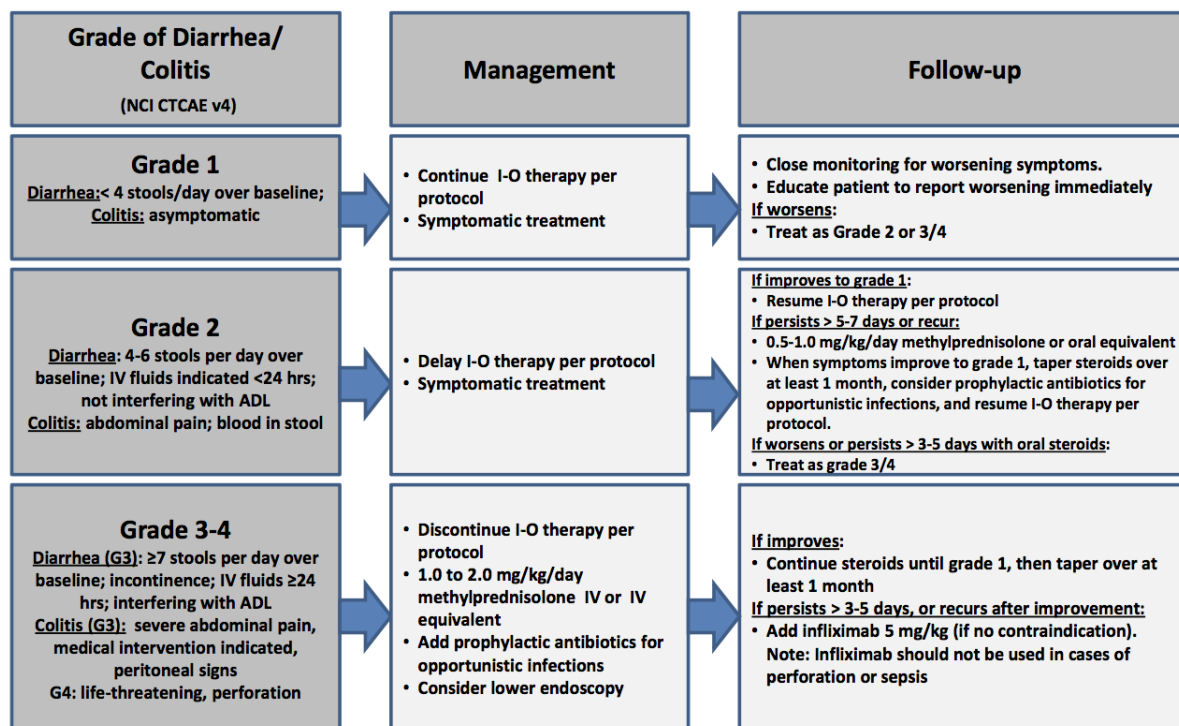 Grade of Diarrhea/
Colitis
(NCI CTCAE v4)
Management
Follow-up
Grade 1
Diarrhea:< 4 stools/day over baseline;
Colitis: asymptomatic
• Continue I-O therapy per
protocol
• Symptomatic treatment
• Close monitoring for worsening symptoms.
• Educate patient to report worsening immediately
If worsens:
• Treat as Grade 2 or 3/4
Grade 2
Diarrhea: 4-6 stools per day over
baseline; IV fluids indicated <24 hrs;
not interfering with ADL
Colitis: abdominal pain; blood in stool
• Delay I-O therapy per protocol
• Symptomatic treatment
If improves to grade 1:
• Resume I-O therapy per protocol
If persists > 5-7 days or recur:
• 0.5-1.0 mg/kg/day methylprednisolone or oral equivalent
• When symptoms improve to grade 1, taper steroids over
at least 1 month, consider prophylactic antibiotics for
opportunistic infections, and resume I-O therapy per
protocol.
If worsens or persists > 3-5 days with oral steroids:
• Treat as grade 3/4
Grade 3-4
Diarrhea (G3): ≥7 stools per day over
baseline; incontinence; IV fluids ≥24
hrs; interfering with ADL
Colitis (G3): severe abdominal pain,
medical intervention indicated,
peritoneal signs
G4: life-threatening, perforation
• Discontinue I-O therapy per
protocol
• 1.0 to 2.0 mg/kg/day
methylprednisolone IV or IV
equivalent
• Add prophylactic antibiotics for
opportunistic infections
• Consider lower endoscopy
If improves:
• Continue steroids until grade 1, then taper over at
least 1 month
If persists > 3-5 days, or recurs after improvement:
• Add infliximab 5 mg/kg (if no contraindication).
Note: Infliximab should not be used in cases of
perforation or sepsis